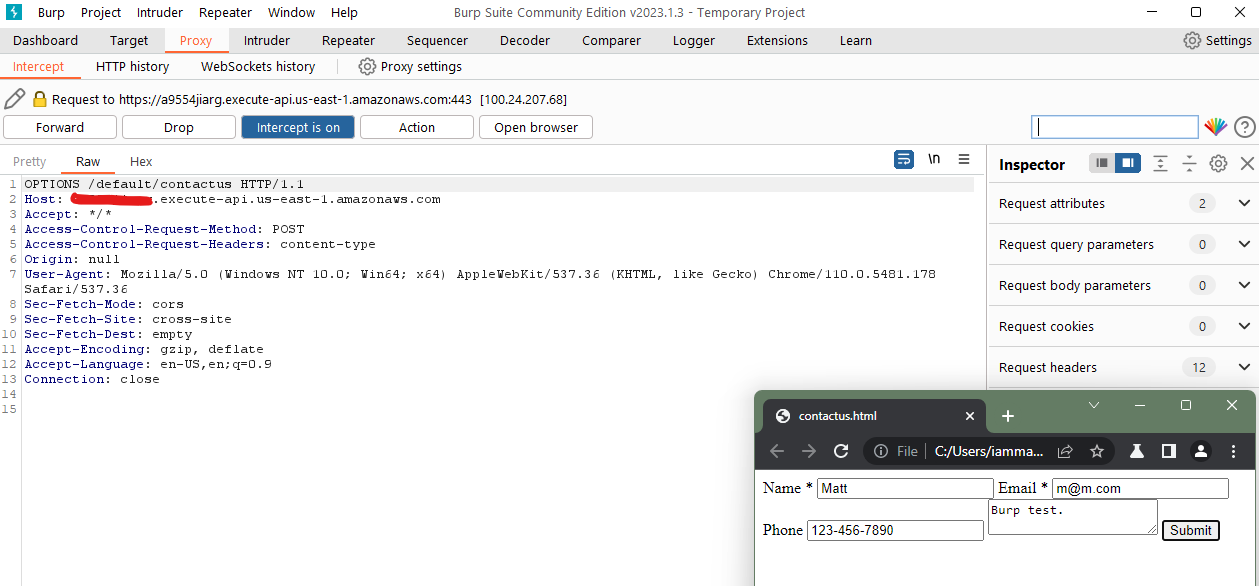 Burp Project Intruder Repeater Window Help Burp Suite Community Edition v2023.1.3 - Temporary Project
Dashboard Target Proxy Intruder Repeater Sequencer Decoder Comparer Logger Extensions Learn Settings
Intercept HTTP history WebSockets history Proxy settings
Request to https://a9554jiarg.execute-api.us-east-1.amazonaws.com:443 [100.24.207.68]
Forward Drop Intercept is on Action Open browser
Pretty Raw Hex \n
Inspector
1 OPTIONS /default/contactus HTTP/1.1
2 Host: .execute-api.us-east-1.amazonaws.com
3 Accept: */*
4 Access-Control-Request-Method: POST
5 Access-Control-Request-Headers: content-type
6 Origin: null
7 User-Agent: Mozilla/5.0 (Windows NT 10.0; Win64; x64) AppleWebKit/537.36 (KHTML, like Gecko) Chrome/110.0.5481.178
Safari/537.36
8 Sec-Fetch-Mode: cors
9 Sec-Fetch-Site: cross-site
10 Sec-Fetch-Dest: empty
11 Accept-Encoding: gzip, deflate
12 Accept-Language: en-US,en;q=0.9
13 Connection: close
14
15
Request attributes 2
Request query parameters 0
Request body parameters 0
Request cookies 0
Request headers 12
contactus.html
File C:/Users/iamma...
Name * Matt Email * m@m.com
Phone 123-456-7890 Burp test. Submit